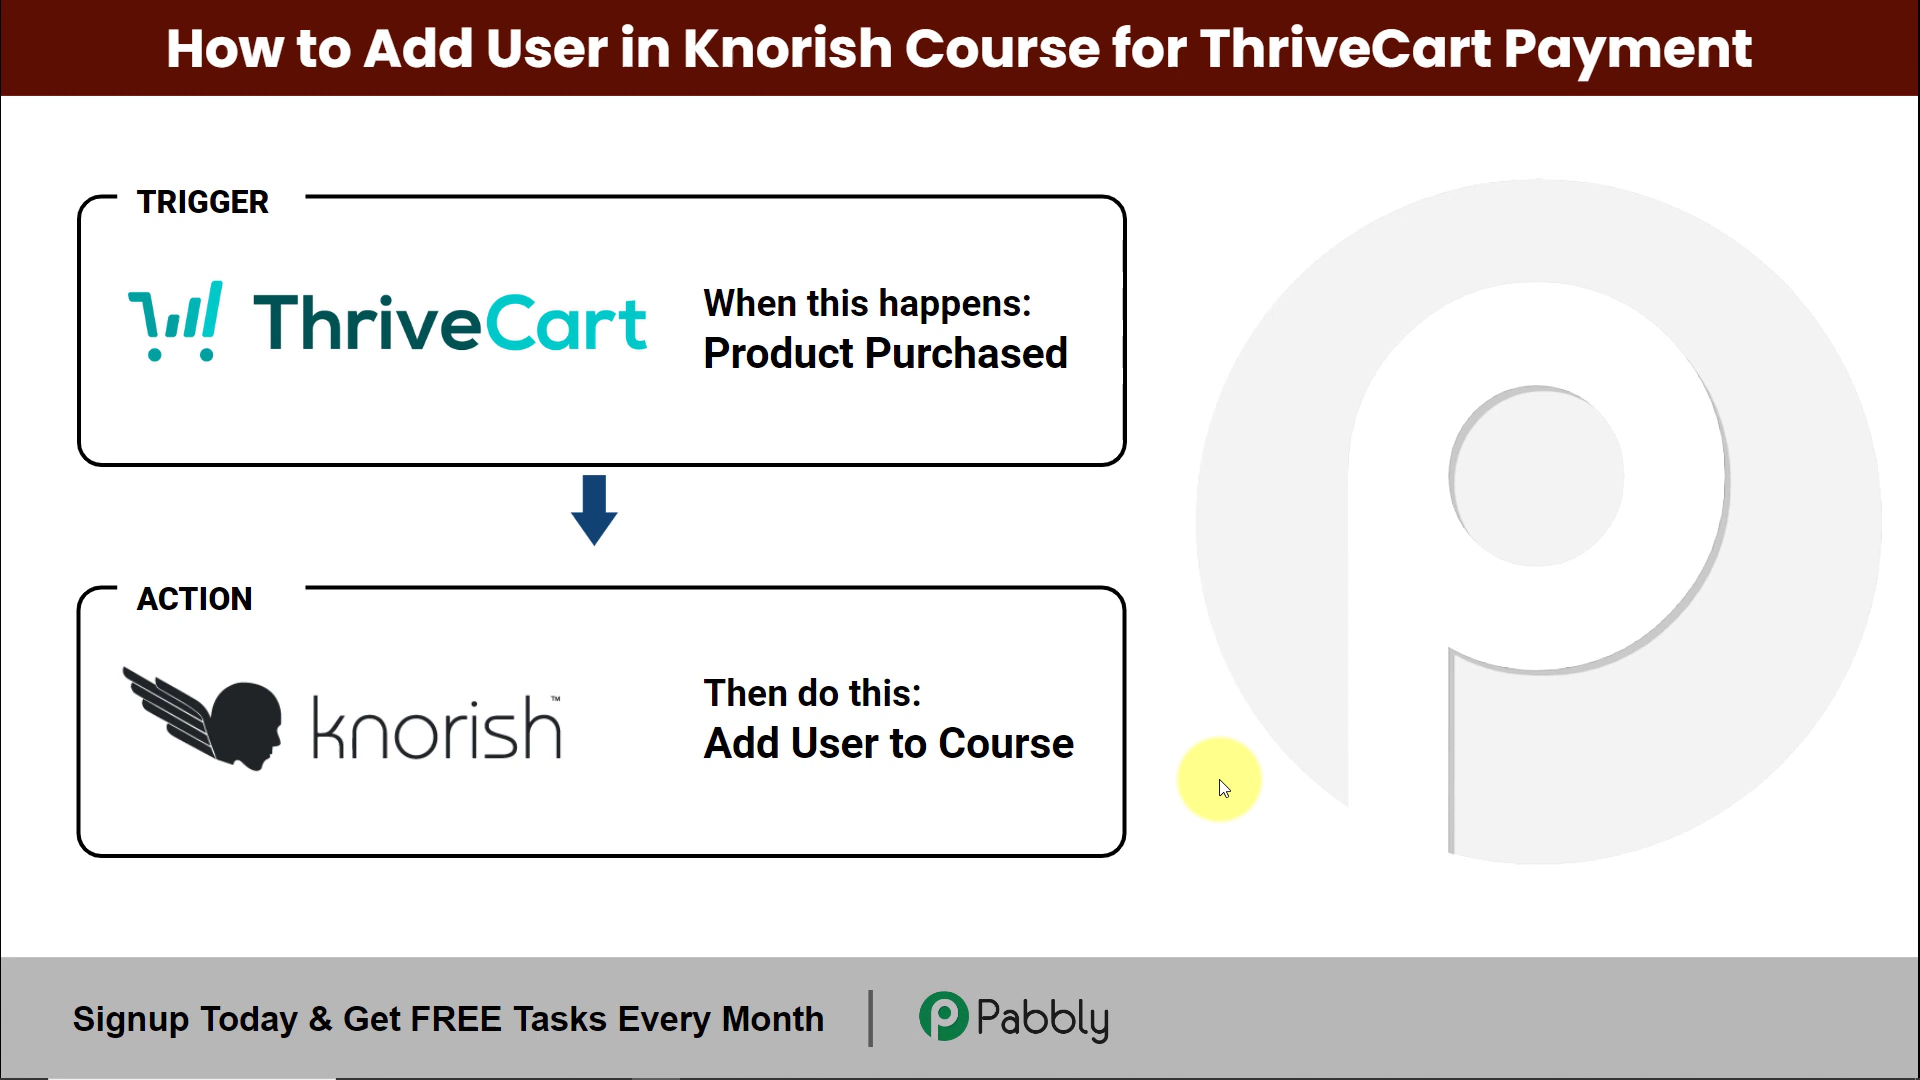 How to Add User in Knorish Course for ThriveCart Payment
TRIGGER
ThriveCart
When this happens:
Product Purchased
ACTION
knorish™
Then do this:
Add User to Course
Signup Today & Get FREE Tasks Every Month
Pabbly